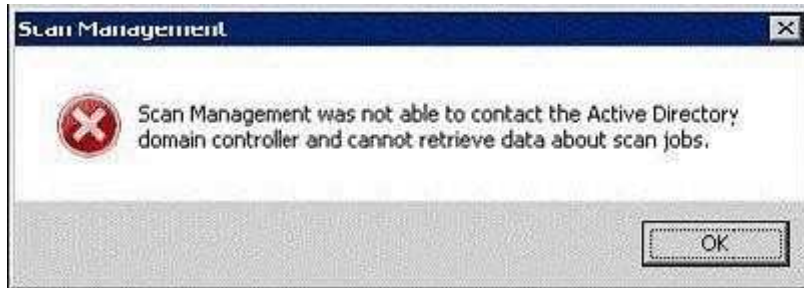 Scan Management
Scan Management was not able to contact the Active Directory
domain controller and cannot retrieve data about scan jobs.
OK